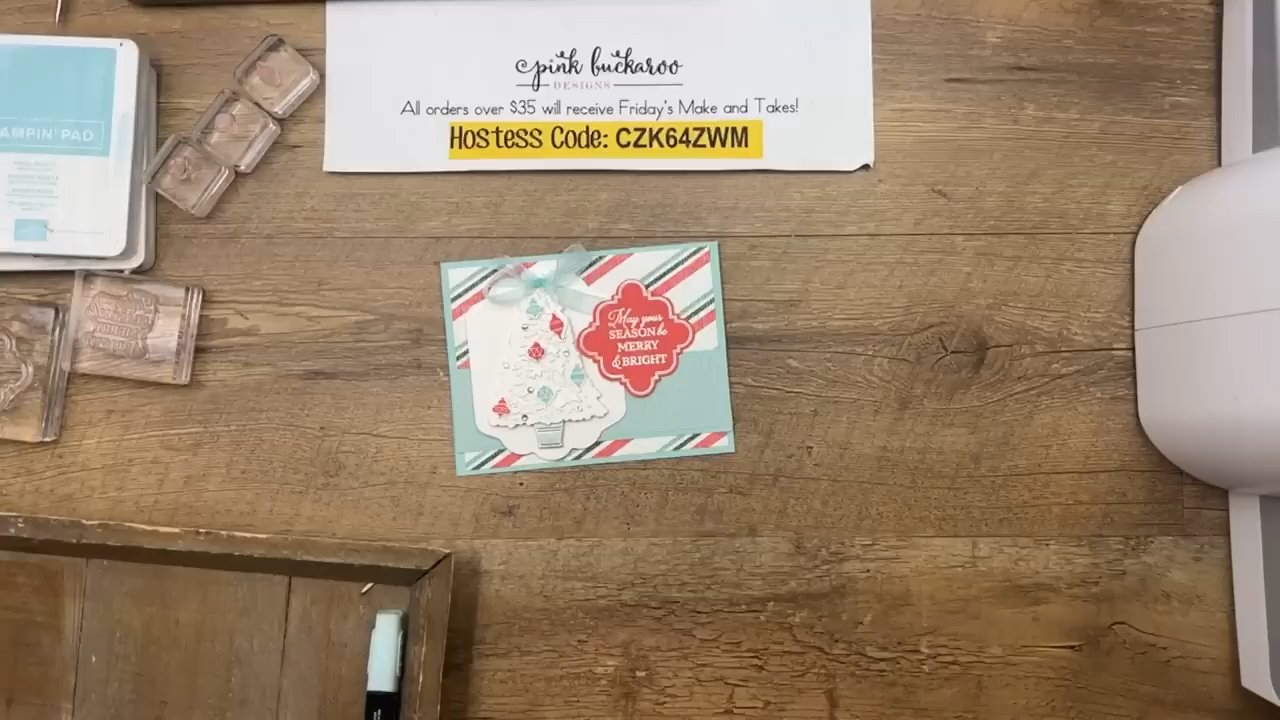 pink buckaroo
DESIGNS
All orders over $35 will receive Friday's Make and Takes!
Hostess Code: CZK64ZWM
AMPIN' PAD
May your
SEASON be
MERRY
& BRIGHT